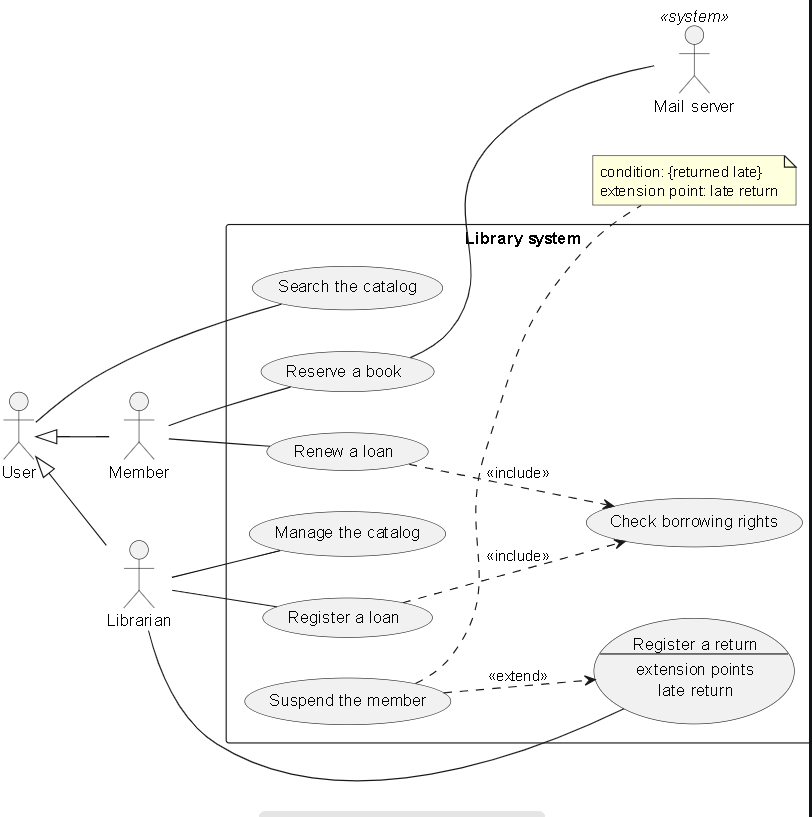 «system»
Mail server
condition: {returned late}
extension point: late return
Library system
Search the catalog
Reserve a book
User
Member
Renew a loan
«include»
Check borrowing rights
Manage the catalog
«include»
Librarian
Register a loan
Register a return
extension points
late return
«extend»
Suspend the member